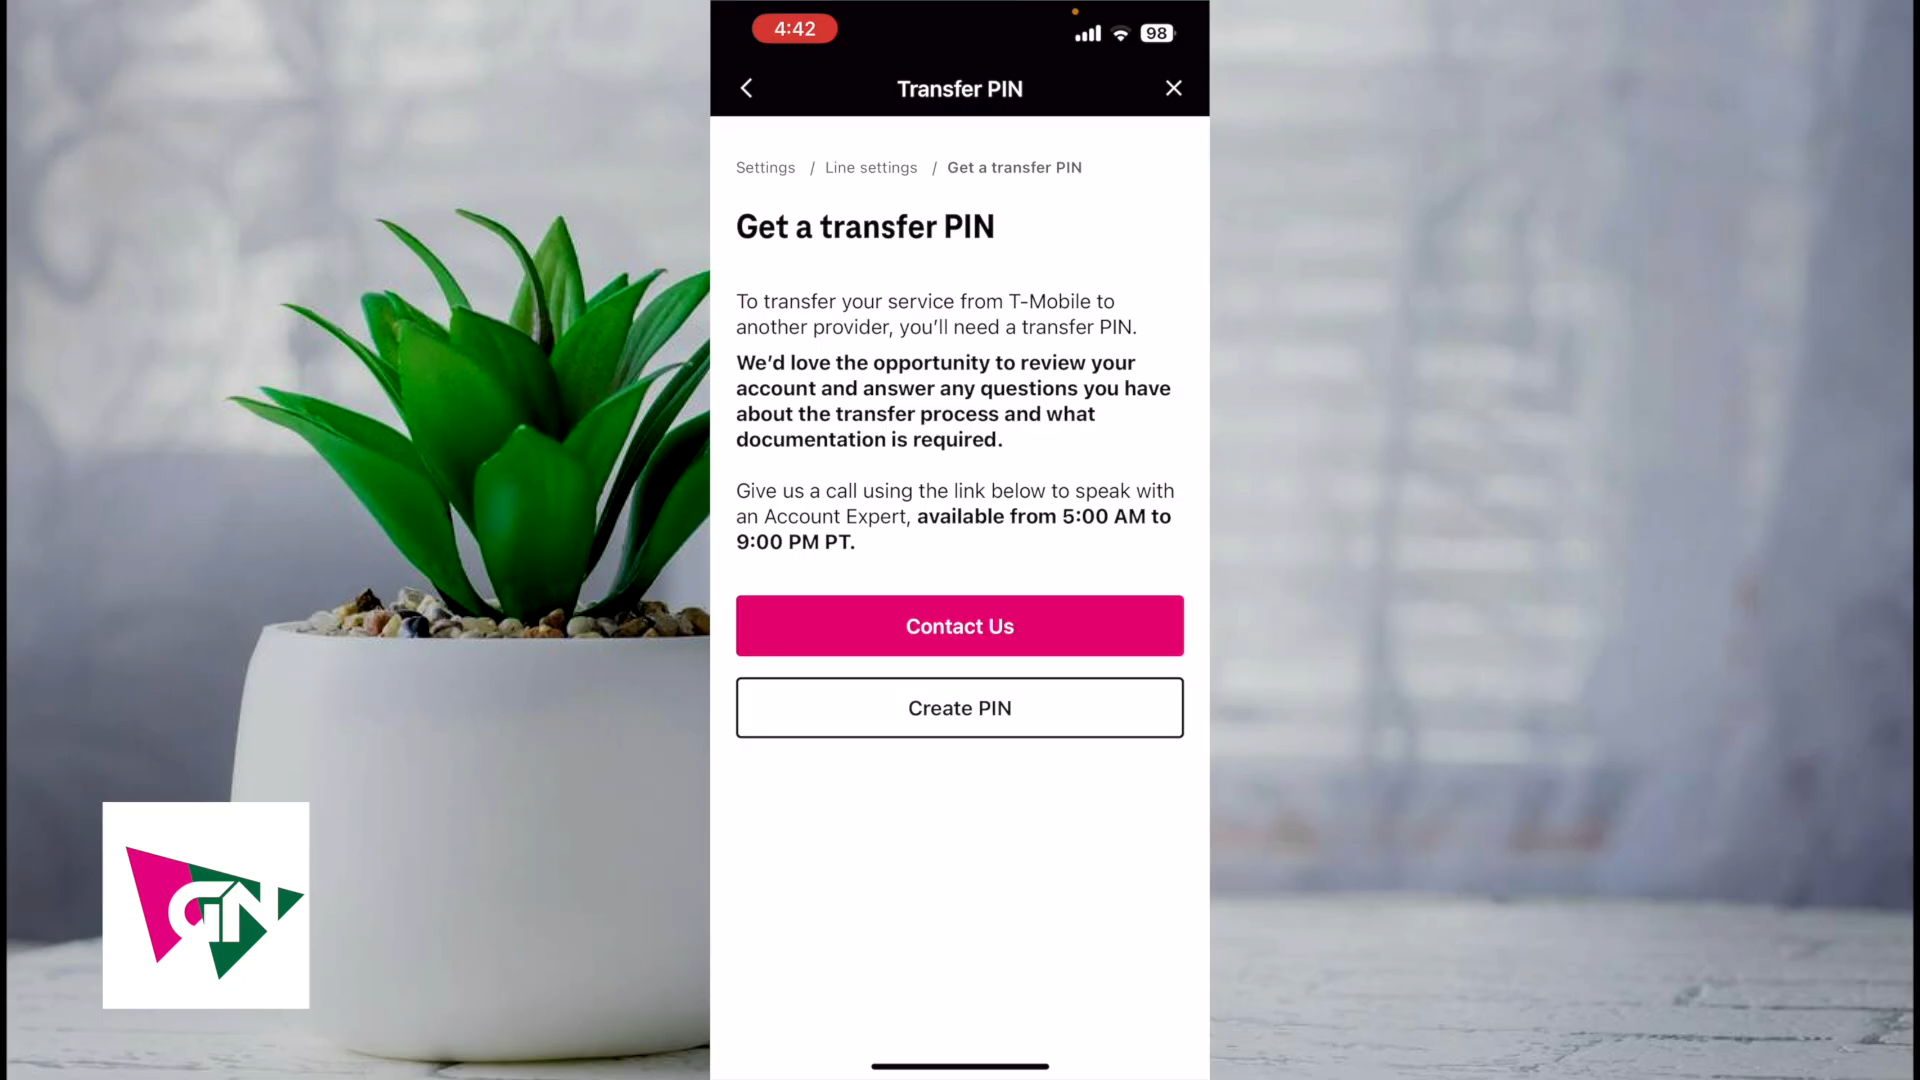 4:42
98
Transfer PIN
Settings / Line settings / Get a transfer PIN
Get a transfer PIN
To transfer your service from T-Mobile to
another provider, you'll need a transfer PIN.
We'd love the opportunity to review your
account and answer any questions you have
about the transfer process and what
documentation is required.
Give us a call using the link below to speak with
an Account Expert, available from 5:00 AM to
9:00 PM PT.
Contact Us
Create PIN
GiN